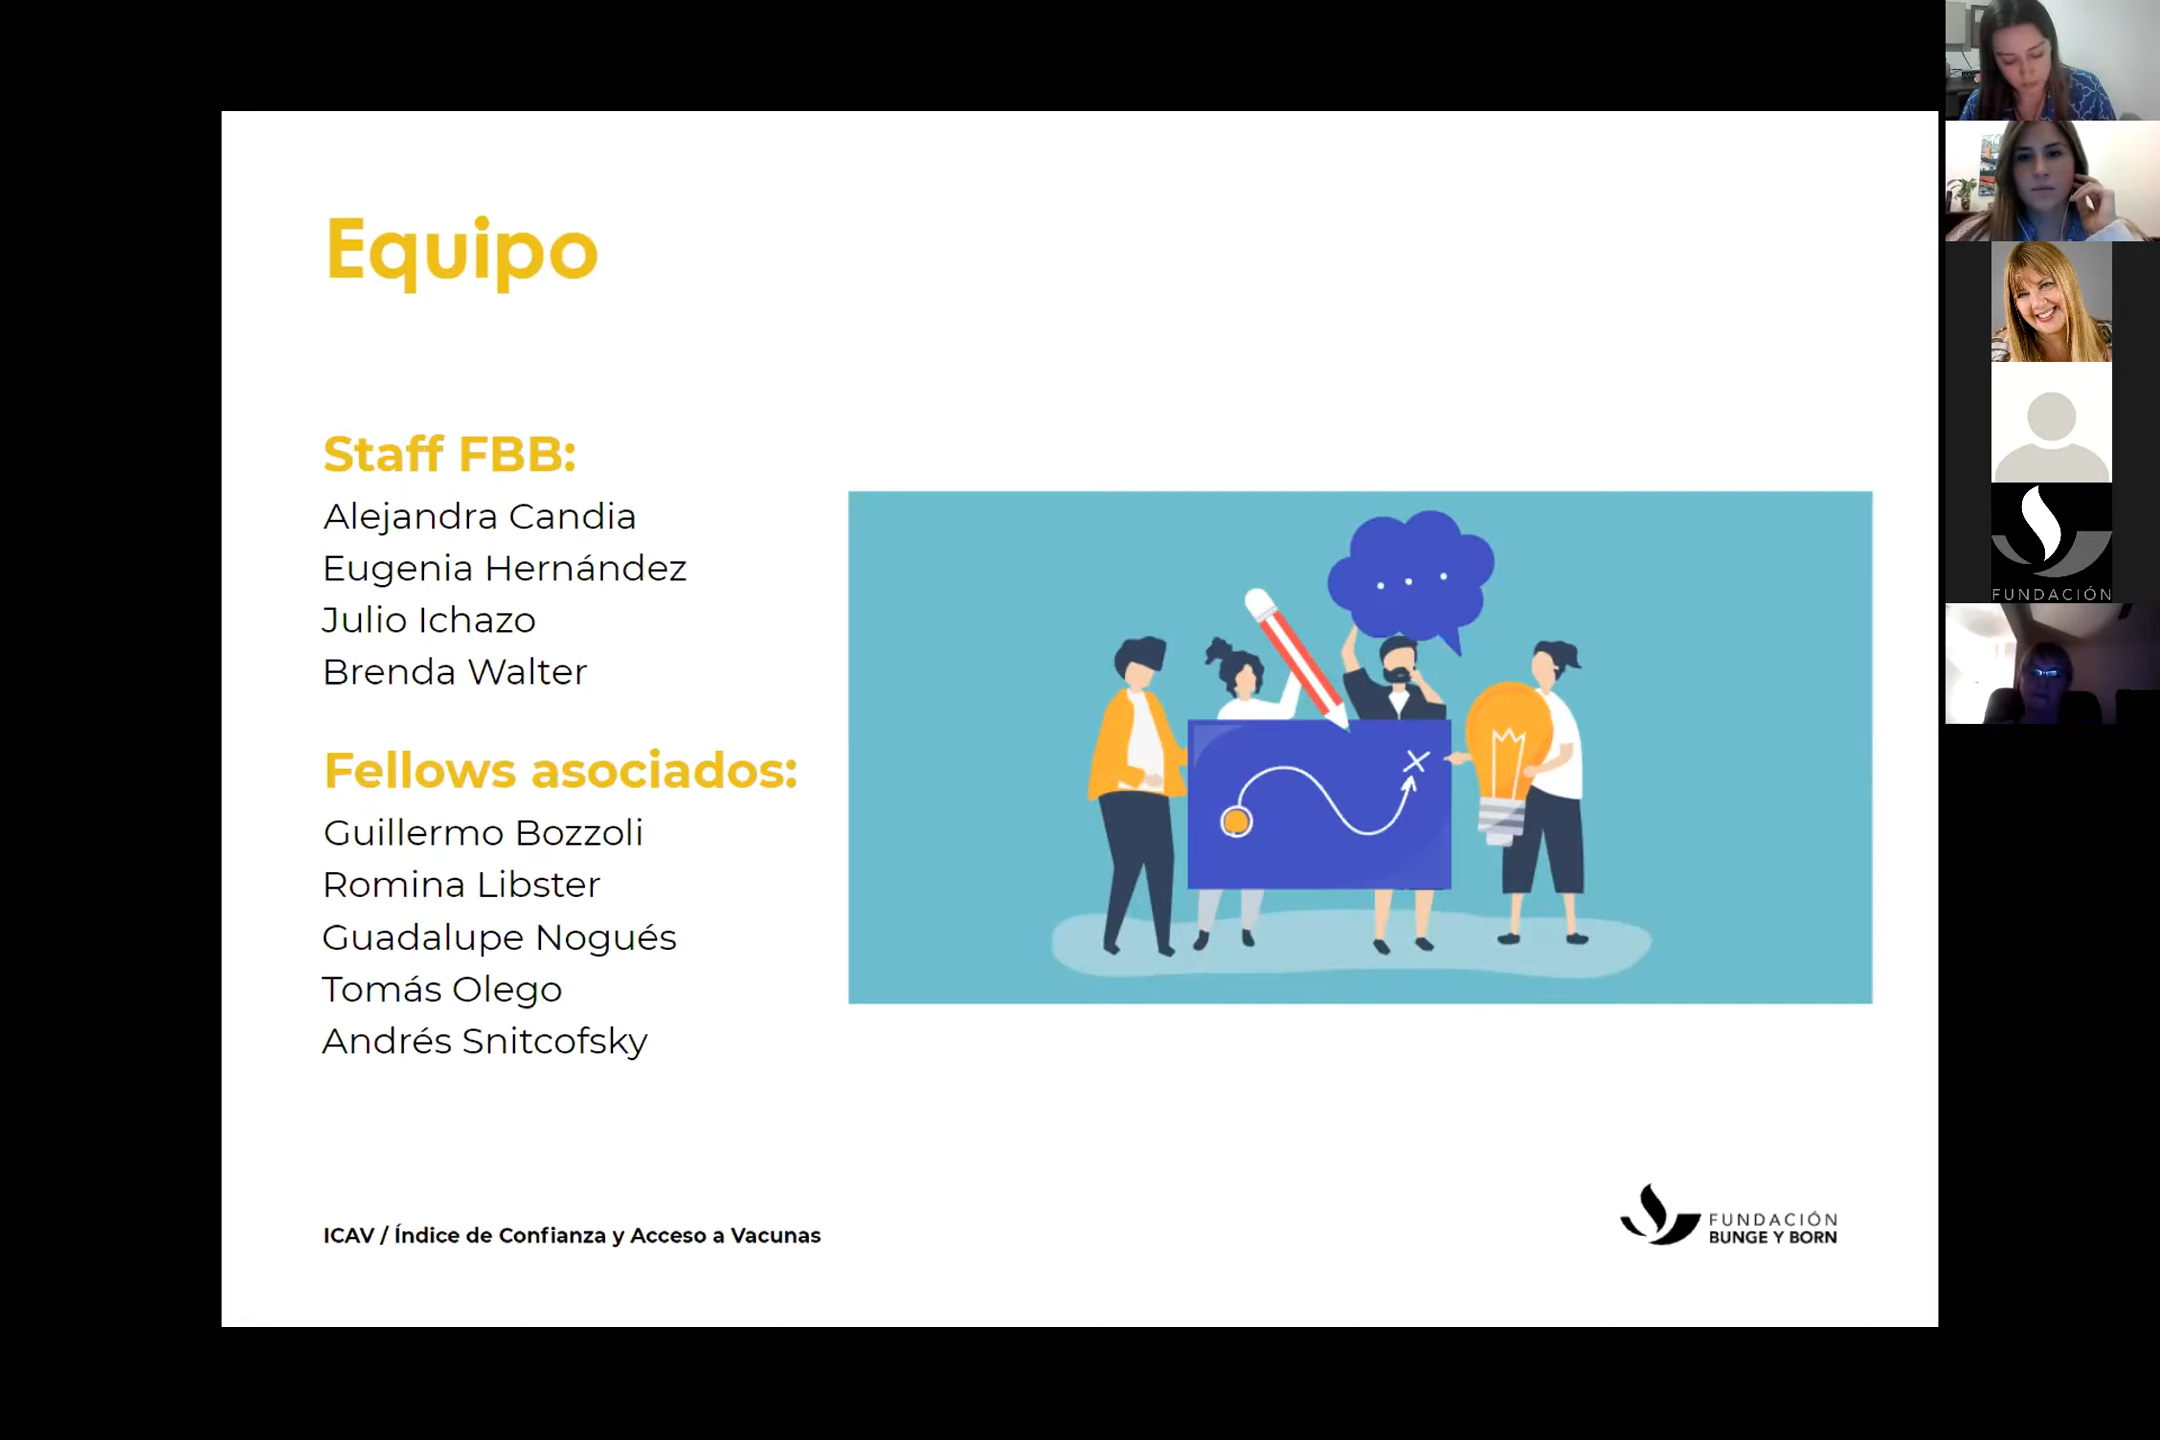 Equipo
Staff FBB:
Alejandra Candia
Eugenia Hernández
Julio Ichazo
Brenda Walter
Fellows asociados:
Guillermo Bozzoli
Romina Libster
Guadalupe Nogués
Tomás Olego
Andrés Snitcofsky
ICAV / Índice de Confianza y Acceso a Vacunas
FUNDACIÓN
BUNGE Y BORN
FUNDACIÓN